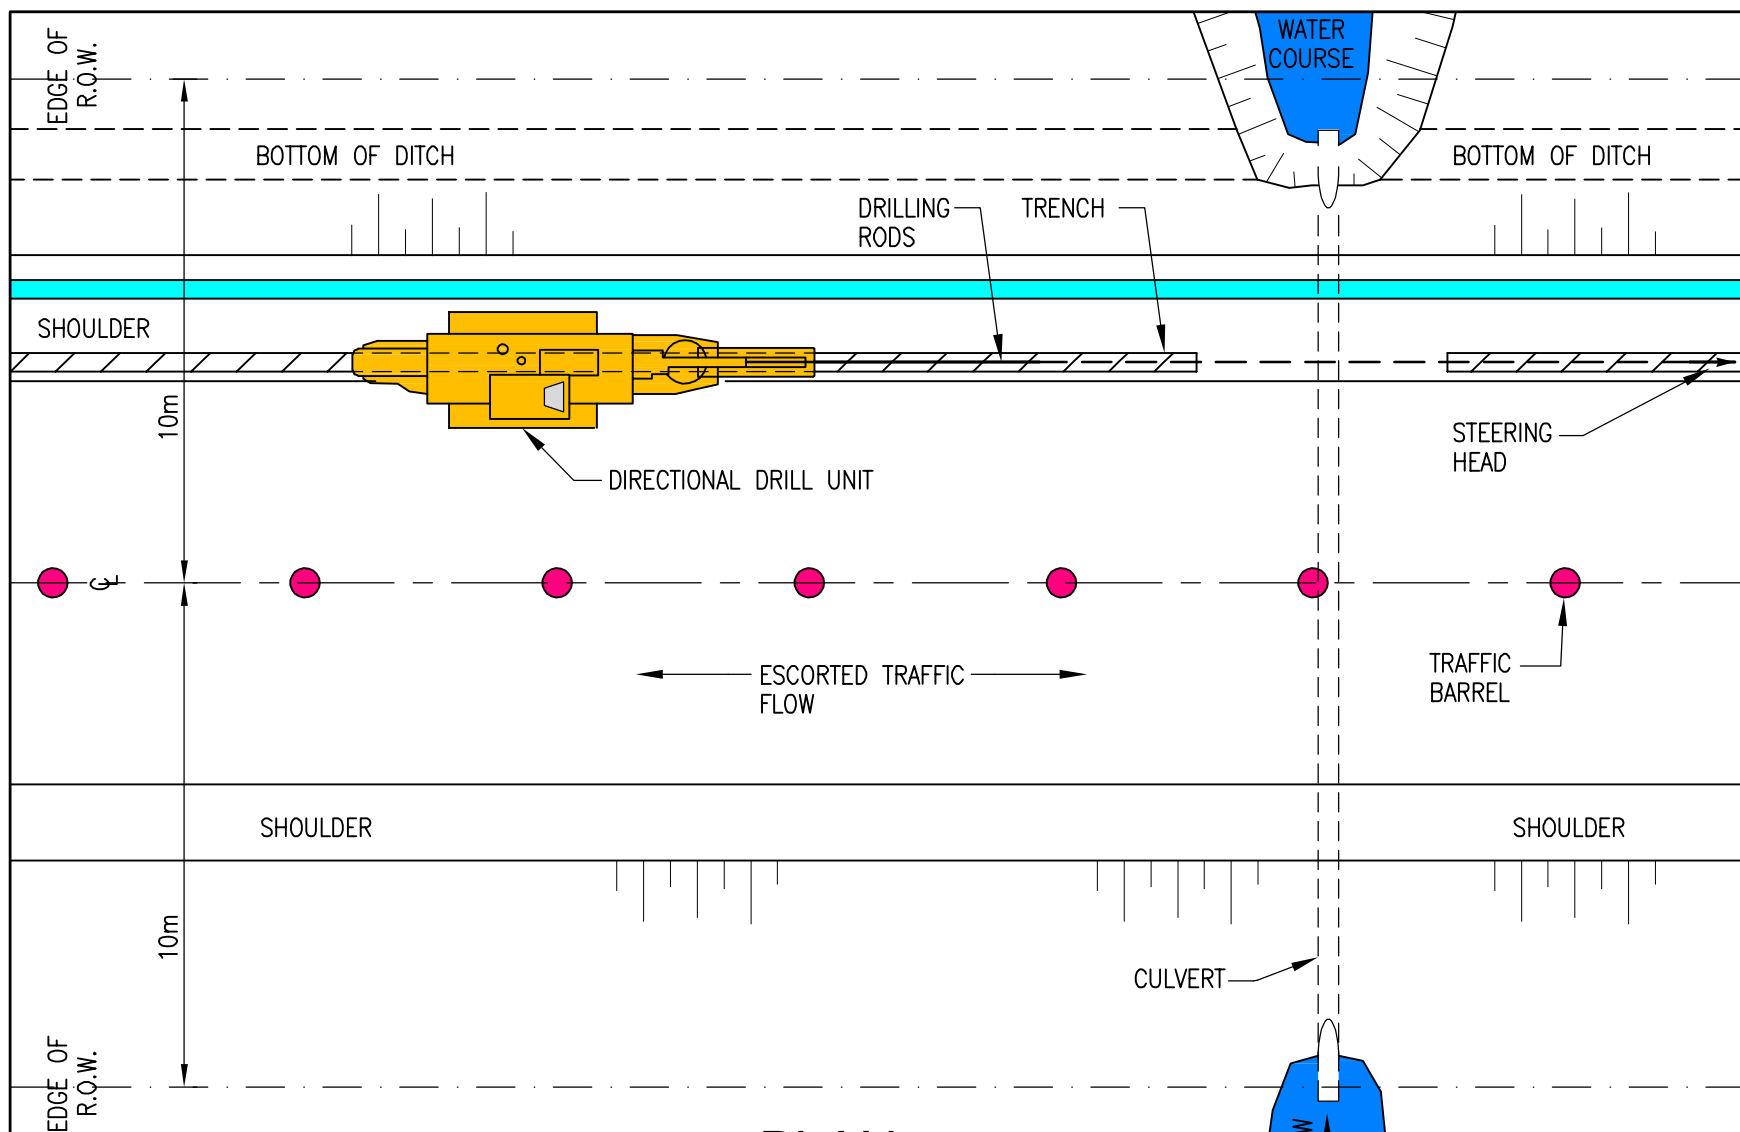 EDGE OF
R.O.W.
WATER
COURSE
BOTTOM OF DITCH
BOTTOM OF DITCH
DRILLING
RODS
TRENCH
SHOULDER
10m
STEERING
HEAD
DIRECTIONAL DRILL UNIT
CL
ESCORTED TRAFFIC
FLOW
TRAFFIC
BARREL
SHOULDER
SHOULDER
10m
CULVERT
EDGE OF
R.O.W.